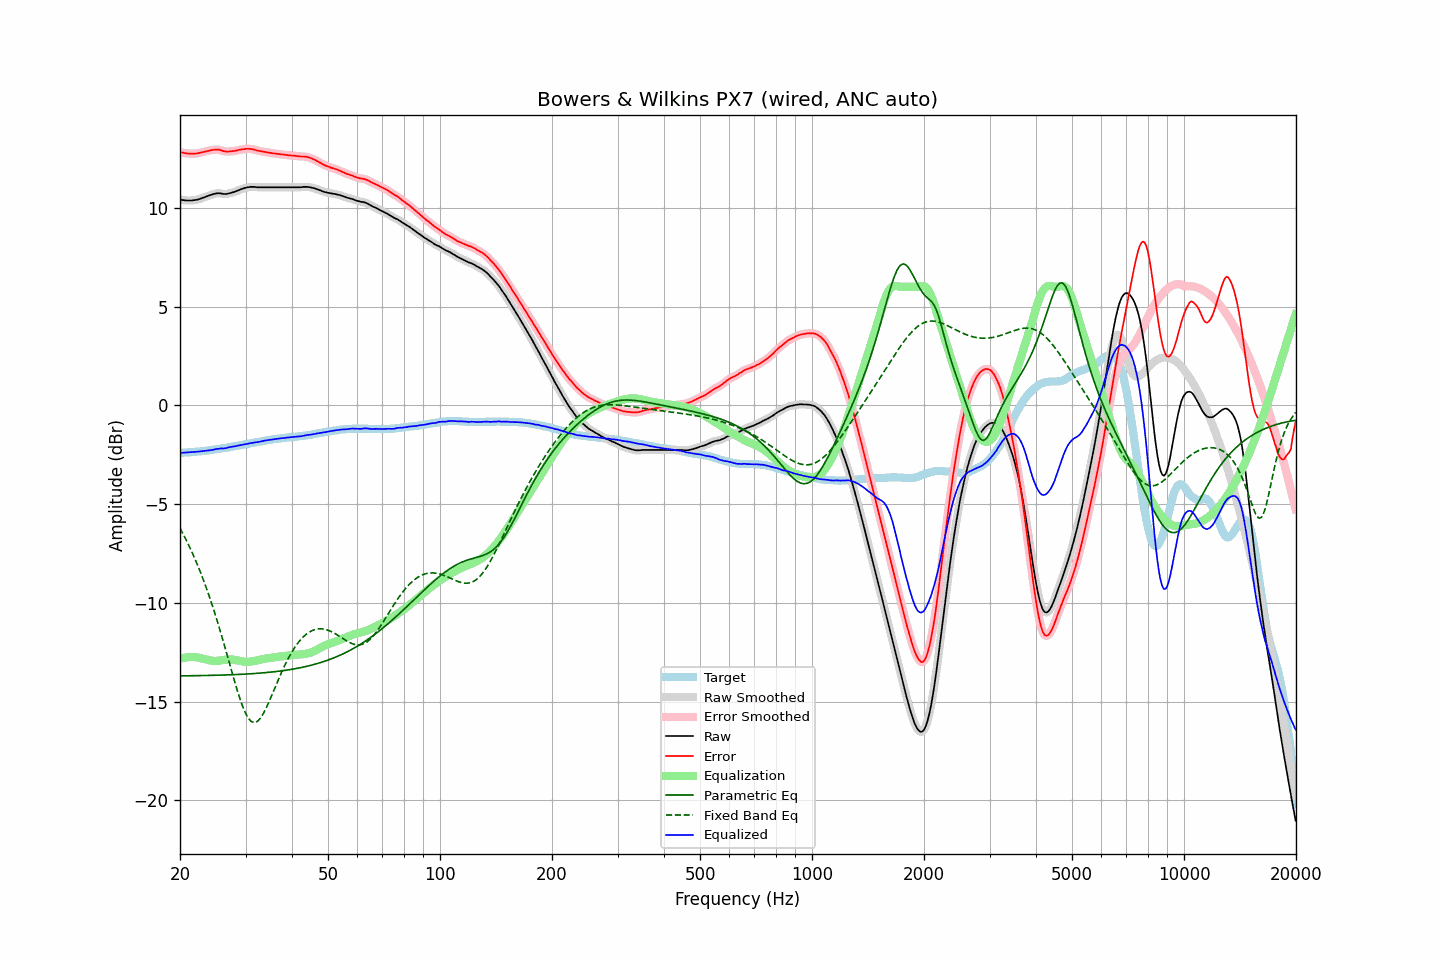 Bowers & Wilkins PX7 (wired, ANC auto)
Amplitude (dBr)
10
5
0
−5
−10
−15
−20
Target
Raw Smoothed
Error Smoothed
Raw
Error
Equalization
Parametric Eq
Fixed Band Eq
Equalized
20 50 100 200 500 1000 2000 5000 10000 20000
Frequency (Hz)